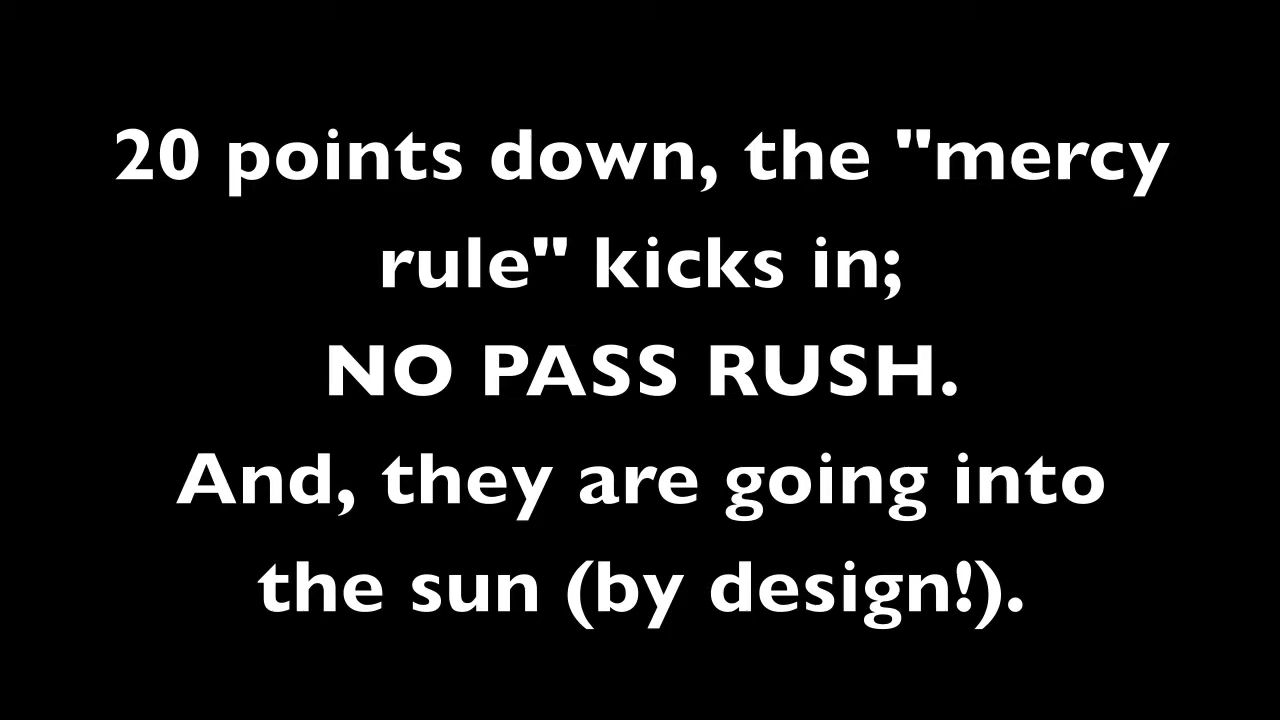 20 points down, the "mercy
rule" kicks in;
NO PASS RUSH.
And, they are going into
the sun (by design!).